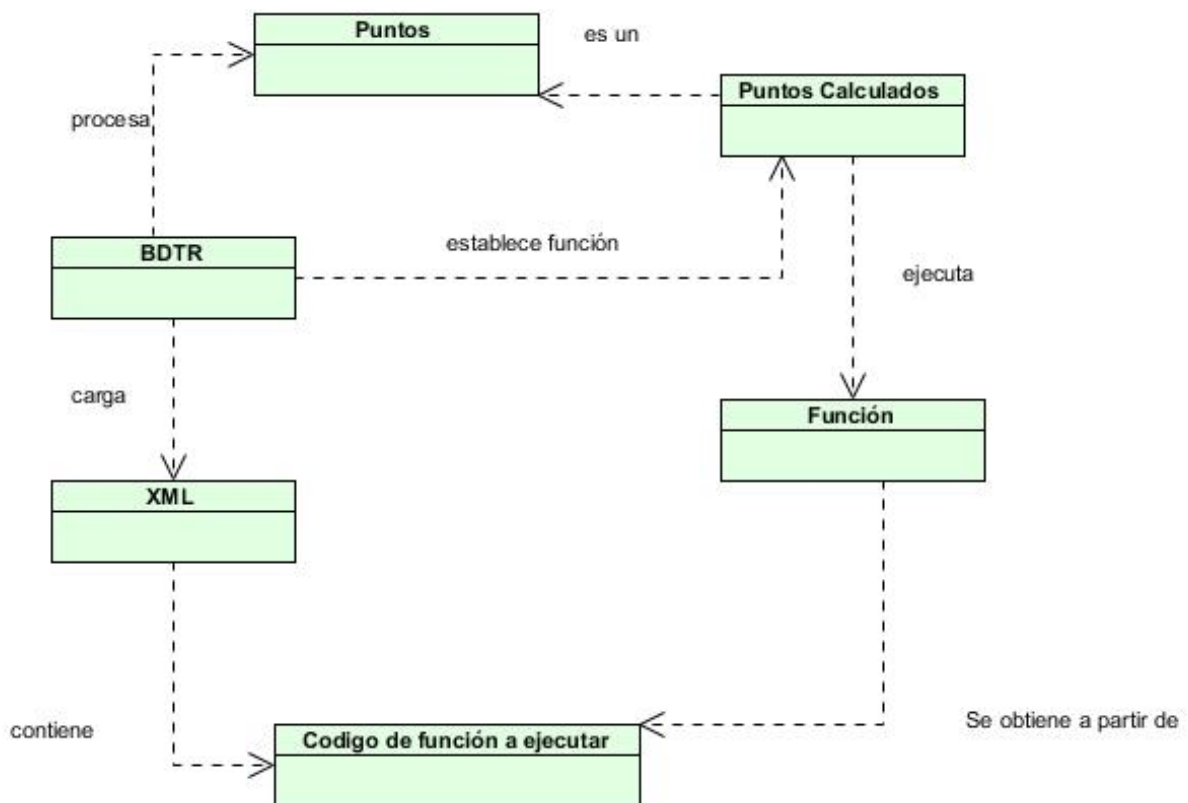 Puntos
es un
Puntos Calculados
procesa
BDTR
establece función
ejecuta
carga
Función
XML
contiene
Codigo de función a ejecutar
Se obtiene a partir de